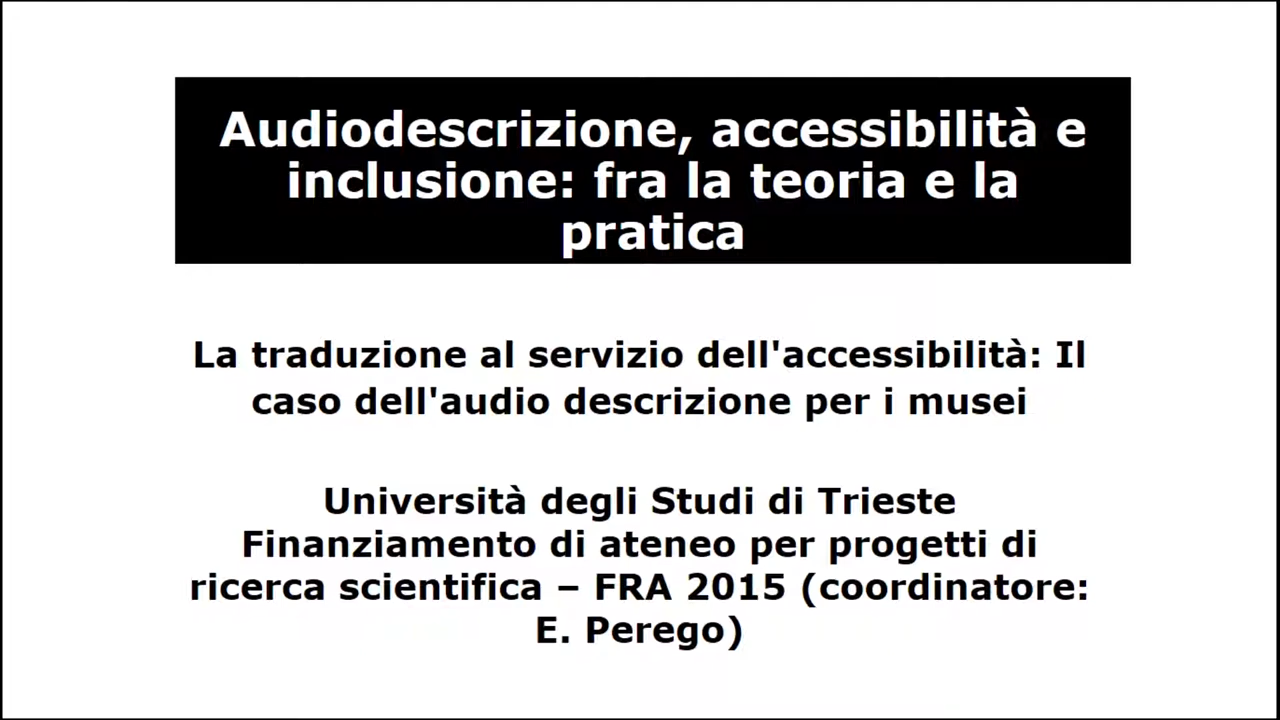 Audiodescrizione, accessibilità e
inclusione: fra la teoria e la
pratica
La traduzione al servizio dell'accessibilità: Il
caso dell'audio descrizione per i musei
Università degli Studi di Trieste
Finanziamento di ateneo per progetti di
ricerca scientifica – FRA 2015 (coordinatore:
E. Perego)